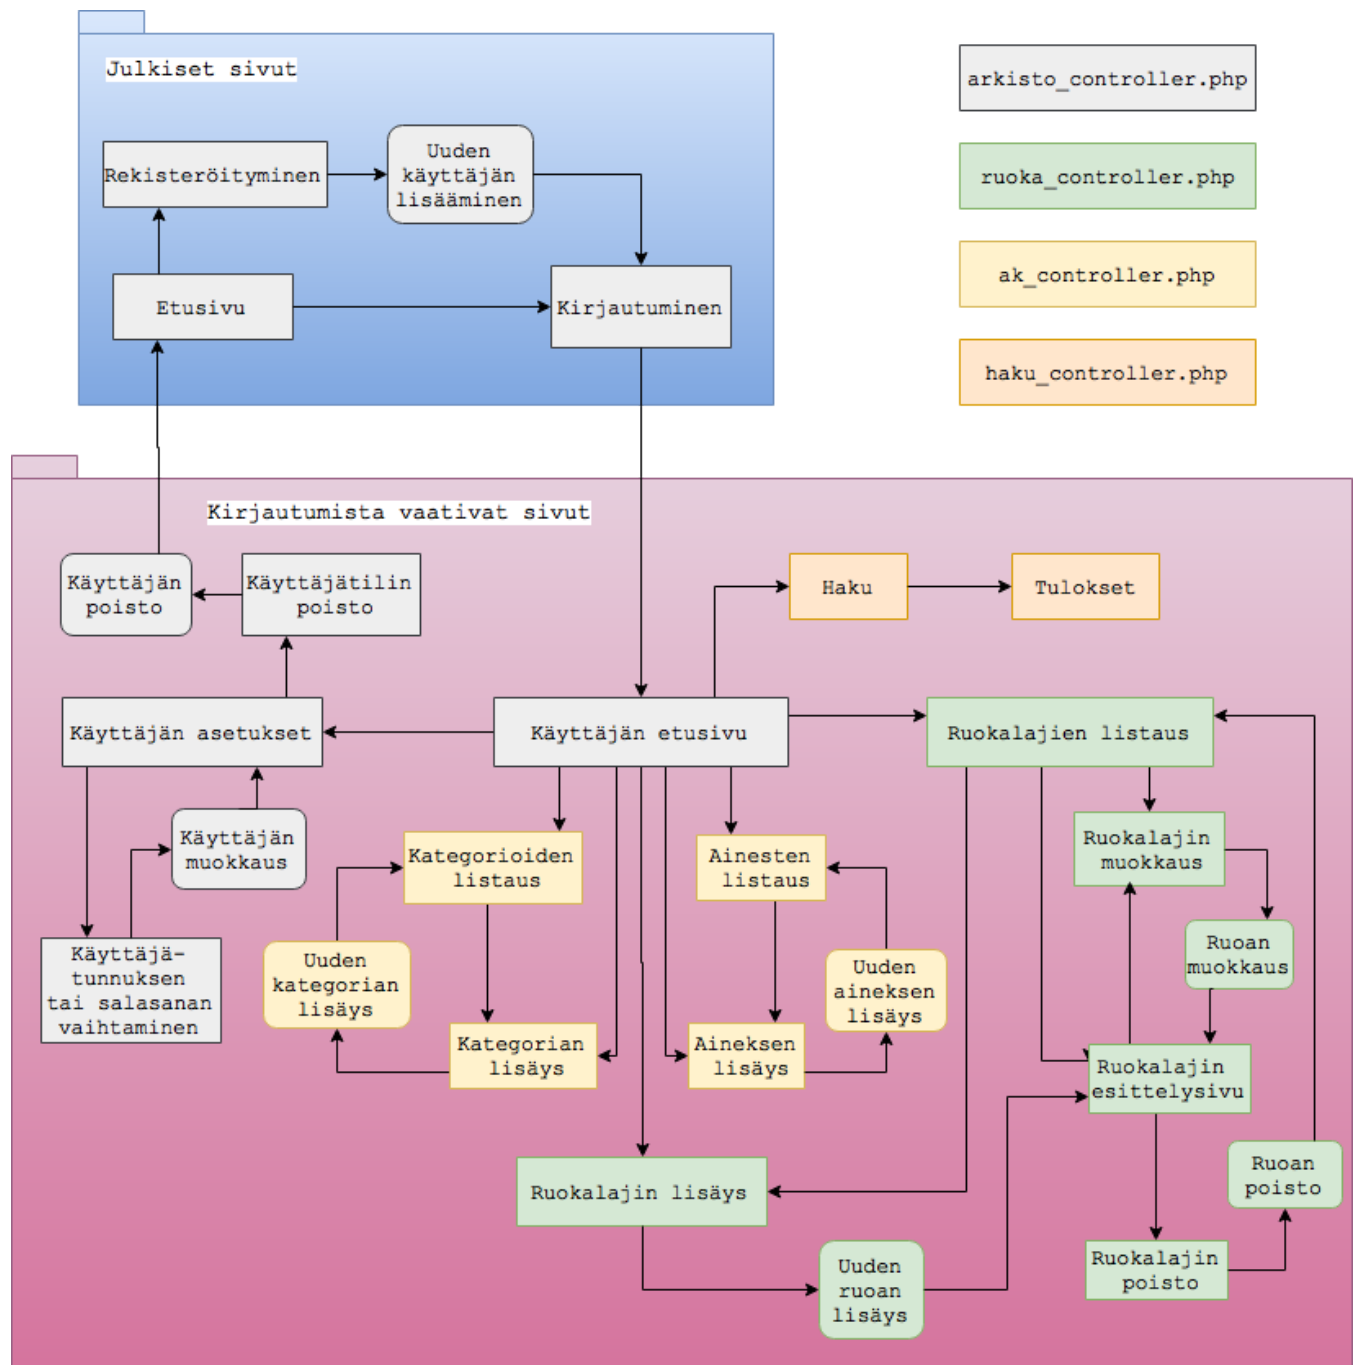 Julkiset sivut
Rekisteröityminen
Uuden
käyttäjän
lisääminen
Etusivu
Kirjautuminen
arkisto_controller.php
ruoka_controller.php
ak_controller.php
haku_controller.php
Kirjautumista vaativat sivut
Käyttäjän
poisto
Käyttäjätilin
poisto
Haku
Tulokset
Käyttäjän asetukset
Käyttäjän etusivu
Ruokalajien listaus
Käyttäjän
muokkaus
Kategorioiden
listaus
Ainesten
listaus
Ruokalajin
muokkaus
Käyttäjä-
tunnuksen
tai salasanan
vaihtaminen
Uuden
kategorian
lisäys
Uuden
aineksen
lisäys
Ruoan
muokkaus
Kategorian
lisäys
Aineksen
lisäys
Ruokalajin
esittelysivu
Ruokalajin lisäys
Ruoan
poisto
Uuden
ruoan
lisäys
Ruokalajin
poisto